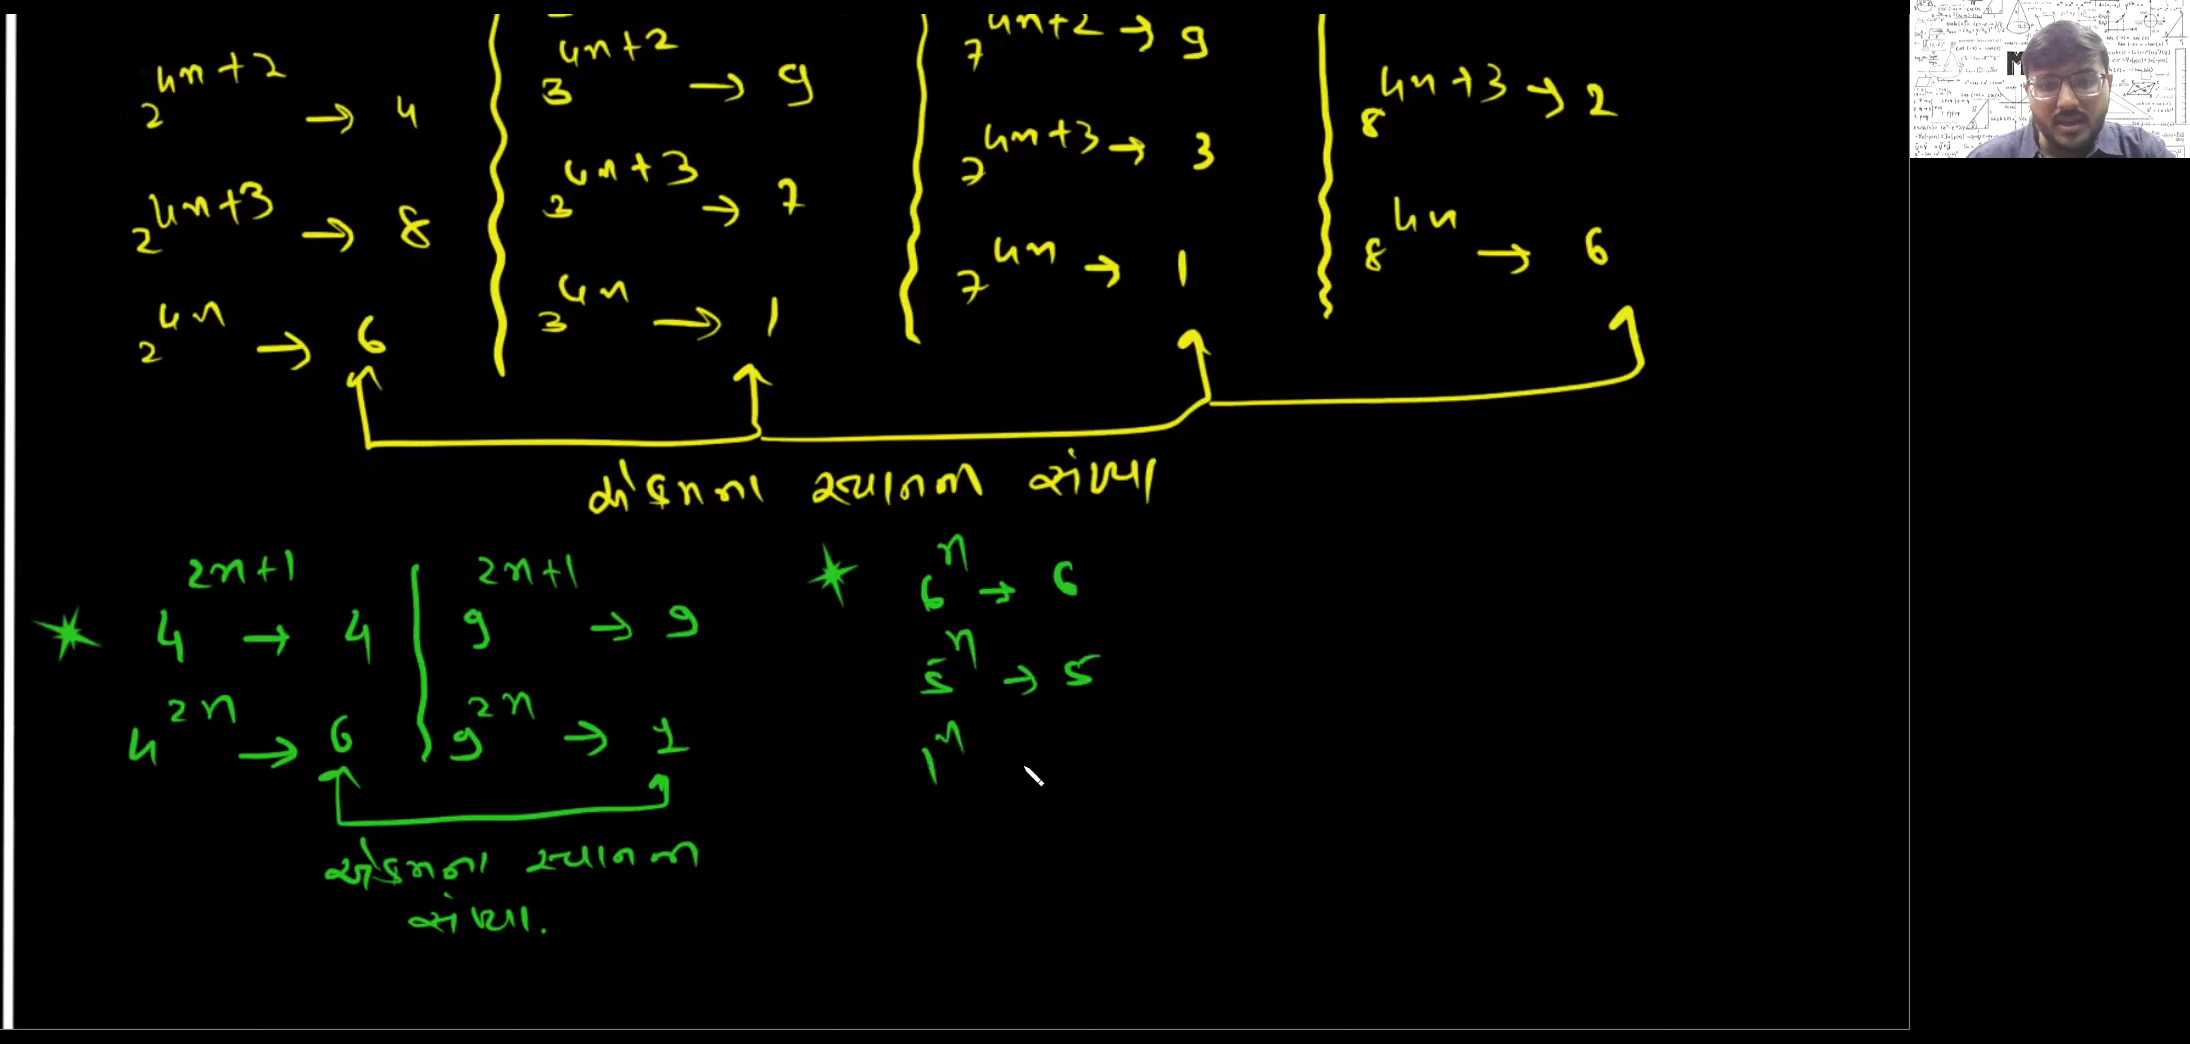 2^{4n+2} → 4
2^{4n+3} → 8
2^{4n} → 6
3^{4n+2} → 9
3^{4n+3} → 7
3^{4n} → 1
7^{4n+2} → 9
7^{4n+3} → 3
7^{4n} → 1
8^{4n+3} → 2
8^{4n} → 6
એકમના સ્થાનની સંખ્યા
4^{2n+1} → 4
4^{2n} → 6
9^{2n+1} → 9
9^{2n} → 1
એકમના સ્થાનની
સંખ્યા.
6^n → 6
5^n → 5
1^n